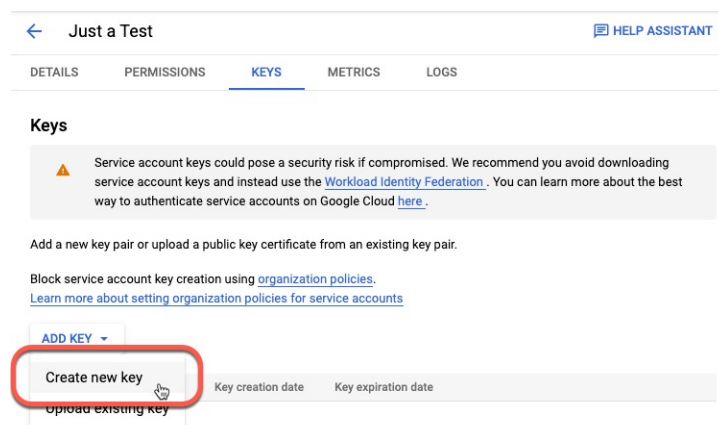 Just a Test
HELP ASSISTANT
DETAILS PERMISSIONS KEYS METRICS LOGS
Keys
Service account keys could pose a security risk if compromised. We recommend you avoid downloading
service account keys and instead use the Workload Identity Federation . You can learn more about the best
way to authenticate service accounts on Google Cloud here .
Add a new key pair or upload a public key certificate from an existing key pair.
Block service account key creation using organization policies.
Learn more about setting organization policies for service accounts
ADD KEY
Create new key
Key creation date Key expiration date
Upload existing key